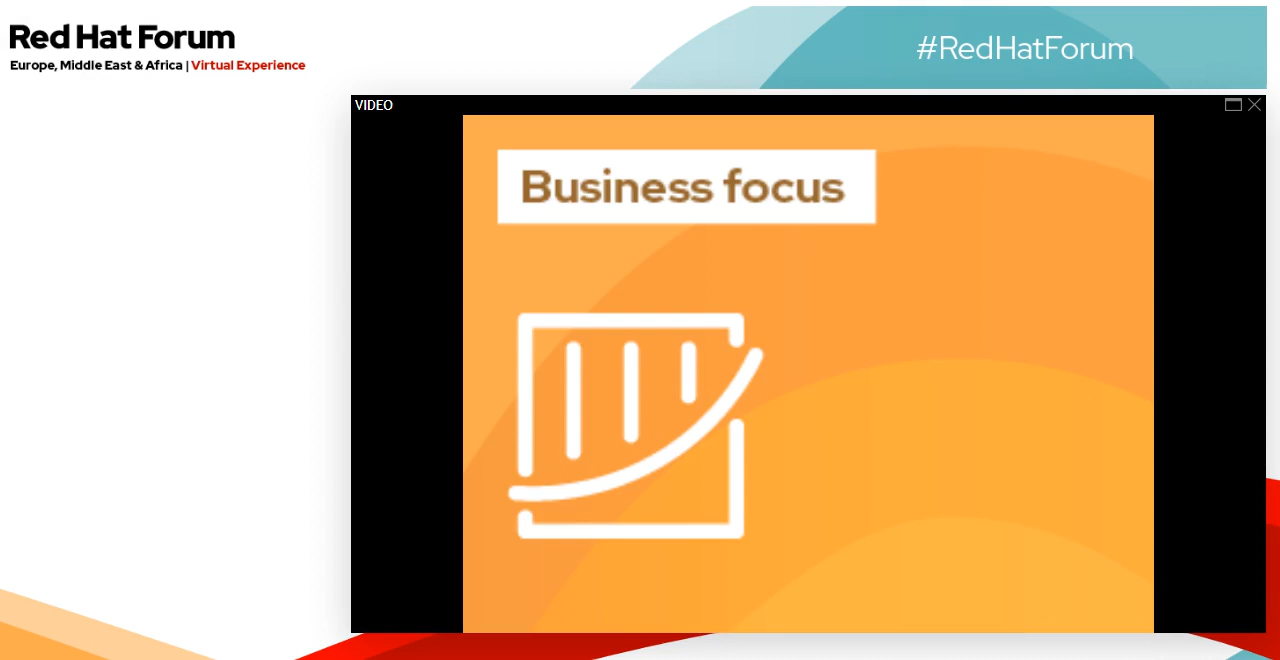 Red Hat Forum
Europe, Middle East & Africa | Virtual Experience
#RedHatForum
VIDEO
Business focus